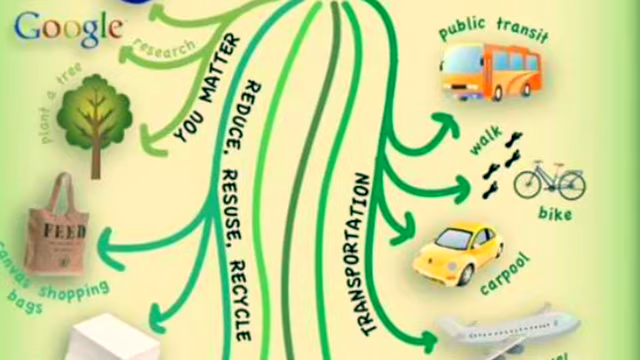 Google
research
YOU MATTER
plant a tree
REDUCE, RESUSE, RECYCLE
FEED
canvas shopping
bags
TRANSPORTATION
public transit
walk
bike
carpool